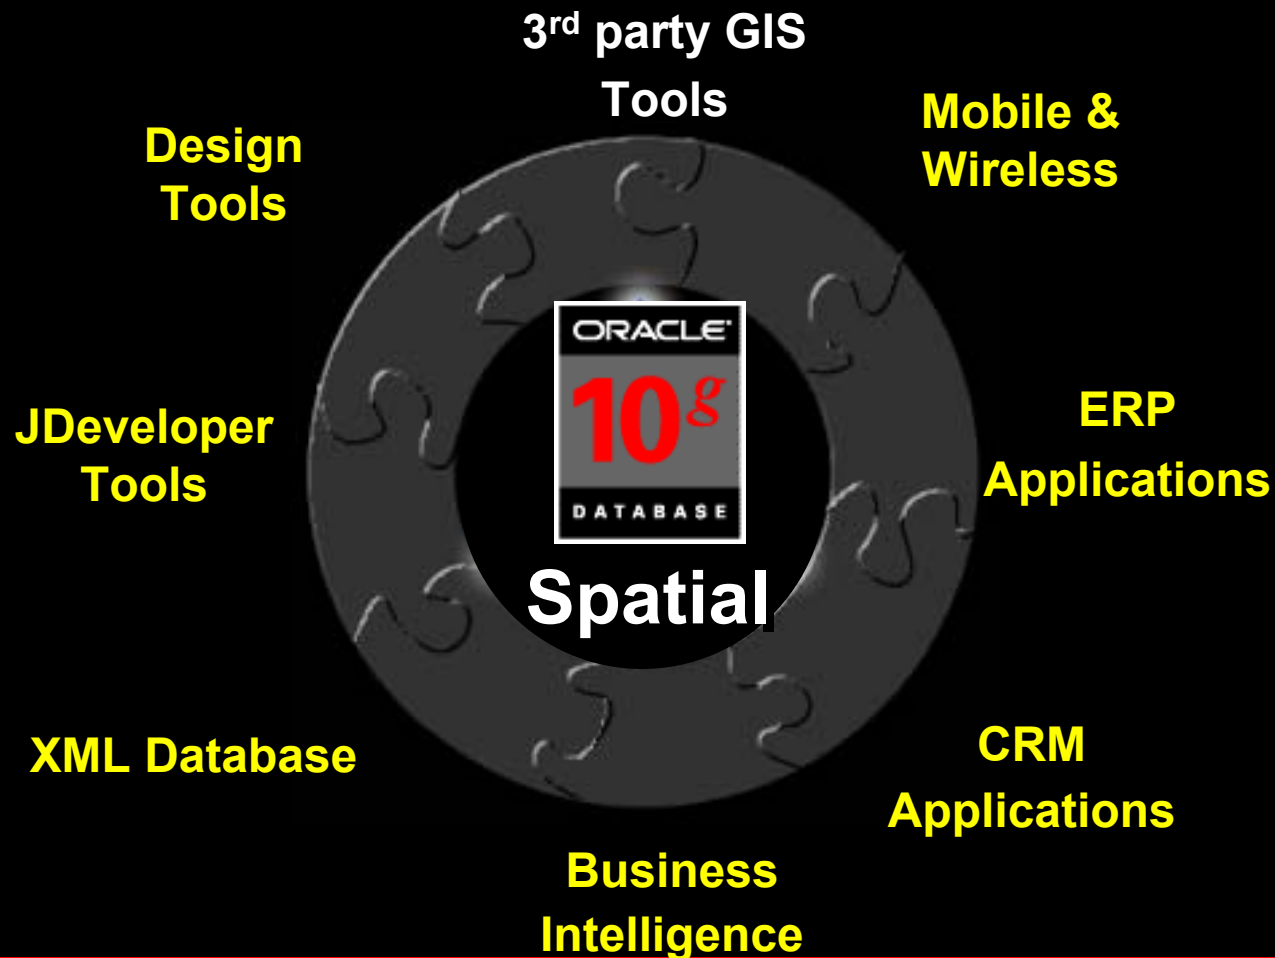 3rd party GIS
Tools
Mobile &
Wireless
Design
Tools
ORACLE
10g
DATABASE
Spatial
ERP
Applications
JDeveloper
Tools
XML Database
CRM
Applications
Business
Intelligence